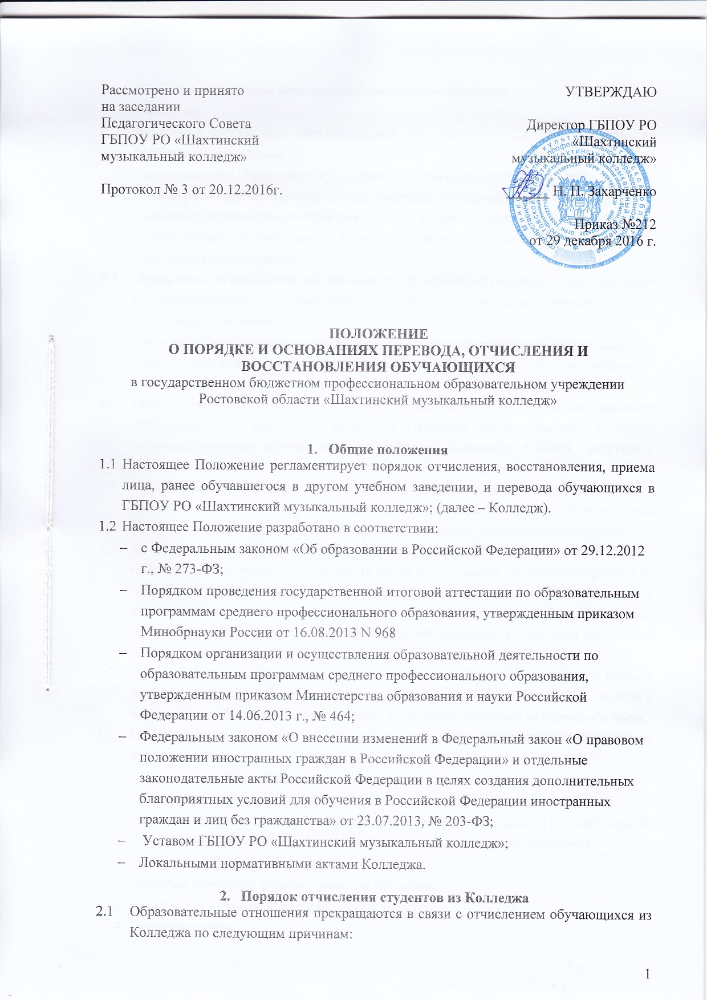 Рассмотрено и принято
на заседании
Педагогического Совета
ГБПОУ РО «Шахтинский
музыкальный колледж»
Протокол № 3 от 20.12.2016г.
УТВЕРЖДАЮ
Директор ГБПОУ РО
«Шахтинский
музыкальный колледж»
Н. П. Захарченко
Приказ №212
от 29 декабря 2016 г.
ПОЛОЖЕНИЕ
О ПОРЯДКЕ И ОСНОВАНИЯХ ПЕРЕВОДА, ОТЧИСЛЕНИЯ И
ВОССТАНОВЛЕНИЯ ОБУЧАЮЩИХСЯ
в государственном бюджетном профессиональном образовательном учреждении
Ростовской области «Шахтинский музыкальный колледж»
1. Общие положения
1.1 Настоящее Положение регламентирует порядок отчисления, восстановления, приема
лица, ранее обучавшегося в другом учебном заведении, и перевода обучающихся в
ГБПОУ РО «Шахтинский музыкальный колледж»; (далее – Колледж).
1.2 Настоящее Положение разработано в соответствии:
– с Федеральным законом «Об образовании в Российской Федерации» от 29.12.2012
г., № 273-ФЗ;
– Порядком проведения государственной итоговой аттестации по образовательным
программам среднего профессионального образования, утвержденным приказом
Минобрнауки России от 16.08.2013 N 968
– Порядком организации и осуществления образовательной деятельности по
образовательным программам среднего профессионального образования,
утвержденным приказом Министерства образования и науки Российской
Федерации от 14.06.2013 г., № 464;
– Федеральным законом «О внесении изменений в Федеральный закон «О правовом
положении иностранных граждан в Российской Федерации» и отдельные
законодательные акты Российской Федерации в целях создания дополнительных
благоприятных условий для обучения в Российской Федерации иностранных
граждан и лиц без гражданства» от 23.07.2013, № 203-ФЗ;
– Уставом ГБПОУ РО «Шахтинский музыкальный колледж»;
– Локальными нормативными актами Колледжа.
2. Порядок отчисления студентов из Колледжа
2.1 Образовательные отношения прекращаются в связи с отчислением обучающихся из
Колледжа по следующим причинам:
1